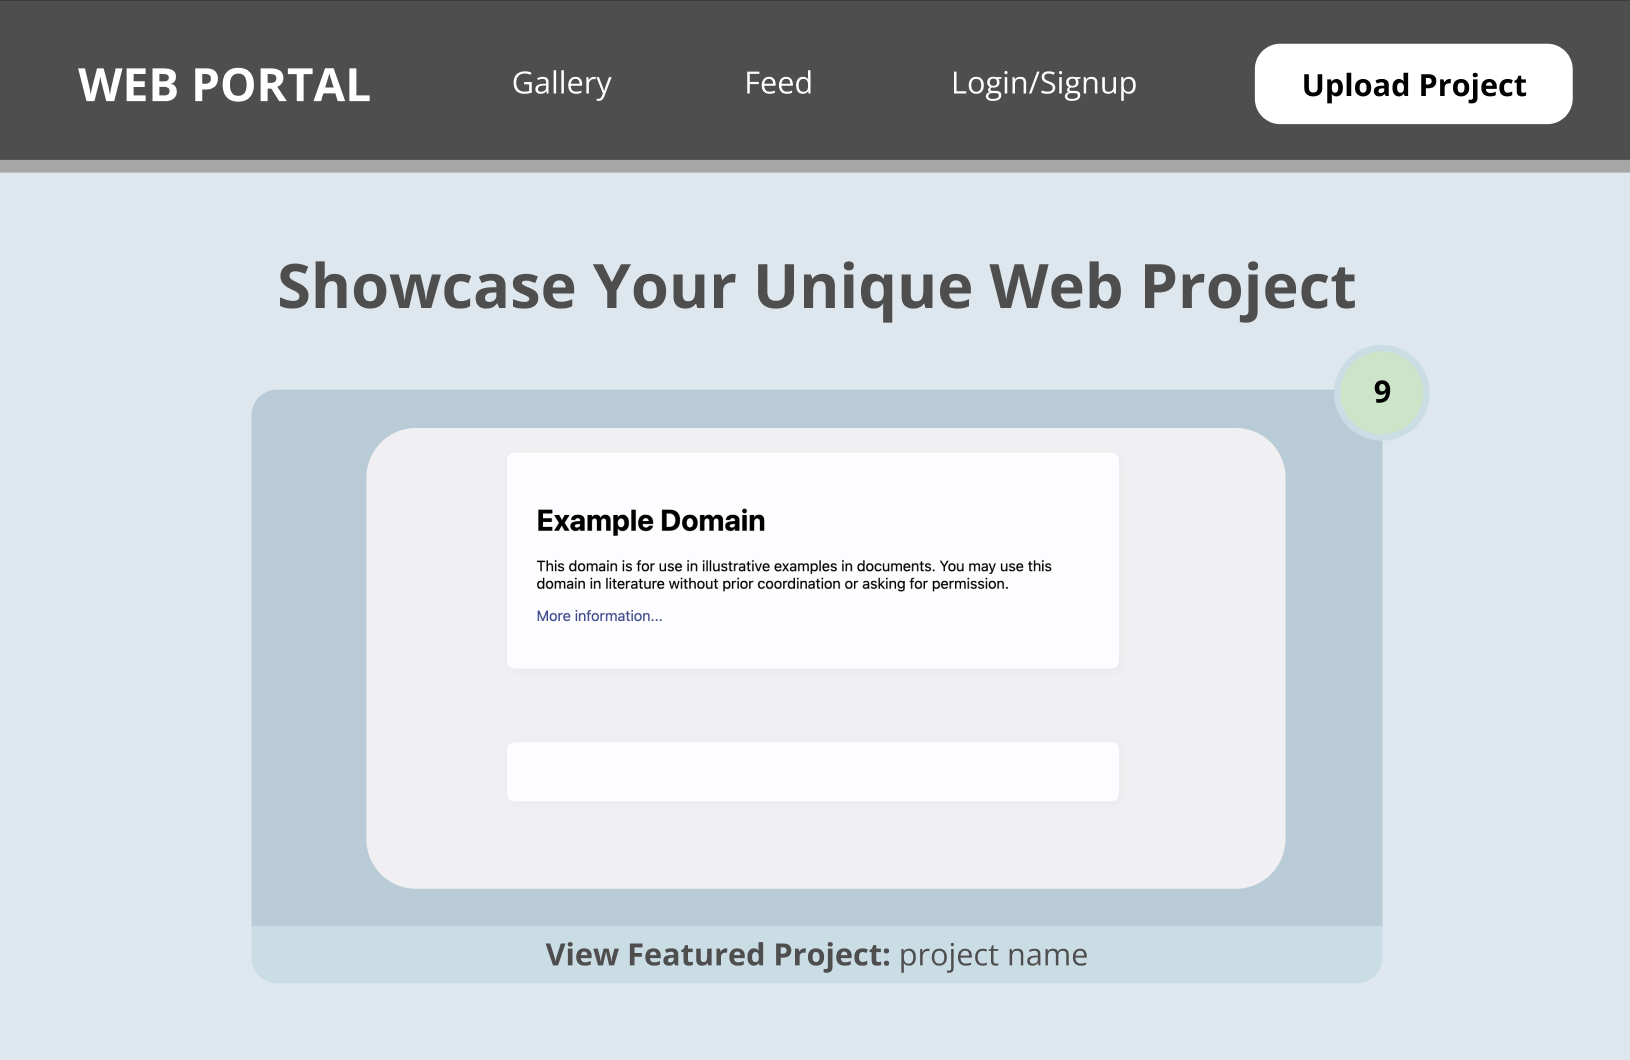 WEB PORTAL
Gallery
Feed
Login/Signup
Upload Project
Showcase Your Unique Web Project
9
Example Domain
This domain is for use in illustrative examples in documents. You may use this
domain in literature without prior coordination or asking for permission.
More information...
View Featured Project: project name